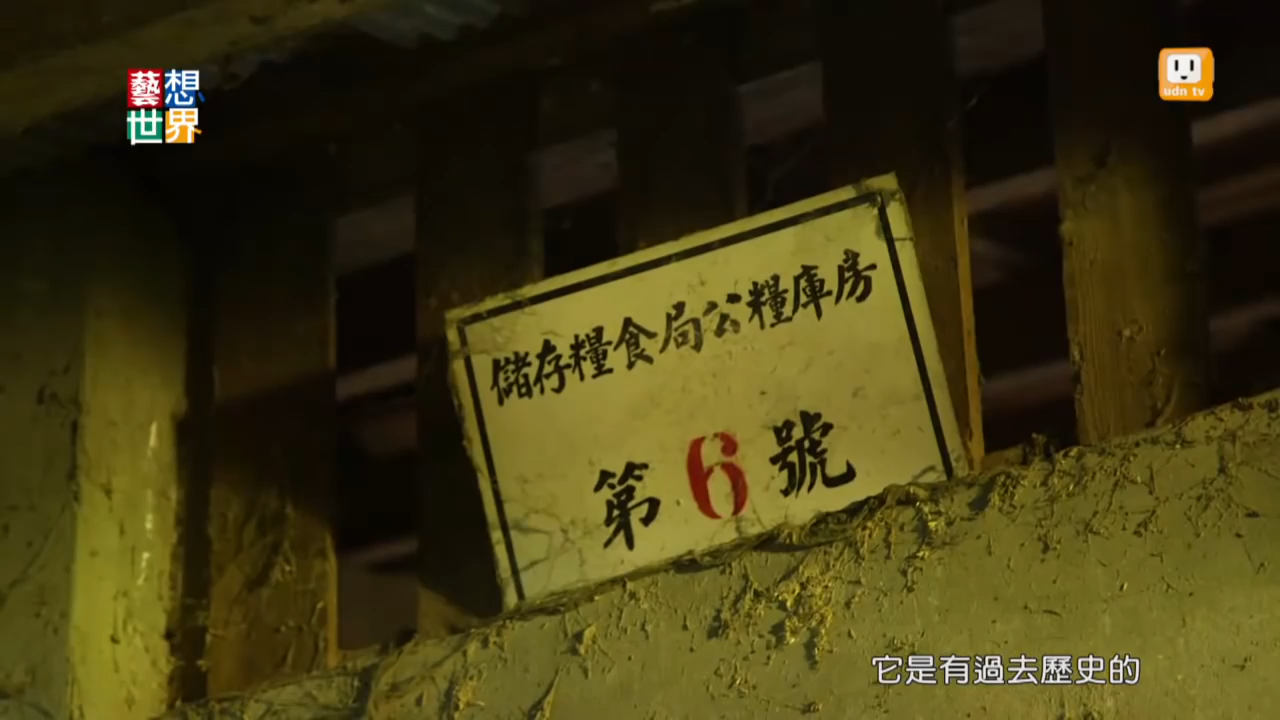 藝想
世界
udn tv
儲存糧食局公糧庫房
第6號
它是有過去歷史的